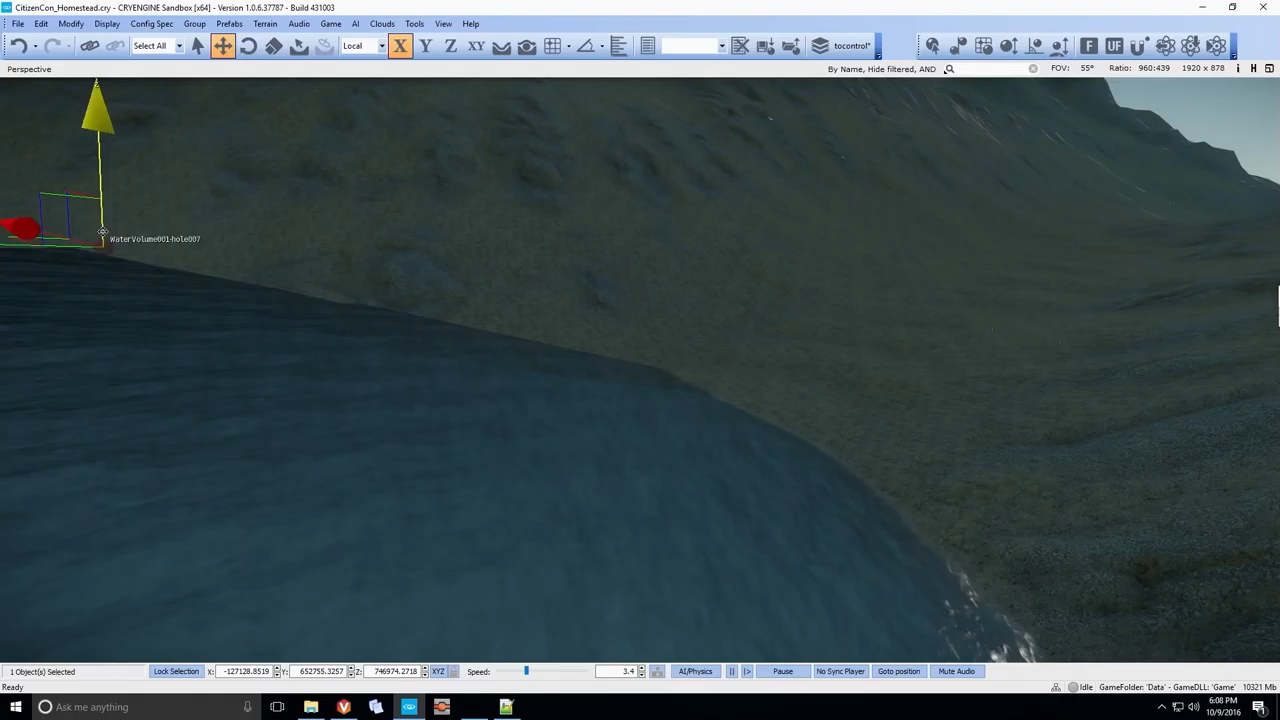 CitizenCon_Homestead.cry - CRYENGINE Sandbox [x64] - Version 1.0.6.37787 - Build 431003
File Edit Modify Display Config Spec Group Prefabs Terrain Audio Game AI Clouds Tools View Help
Select All Local X Y Z XY tocontrol* F UF
Perspective By Name, Hide filtered, AND FOV: 55° Ratio: 960:439 1920 x 878 i H
WaterVolume001-hole007
1 Object(s) Selected Lock Selection X: -127128.8519 Y: 652755.3257 Z: 746974.2718 XYZ Speed: 3.4 AI/Physics Pause No Sync Player Goto position Mute Audio
Ready Idle GameFolder: 'Data' - GameDLL: 'Game' 10321 Mb
Ask me anything 6:08 PM
10/9/2016